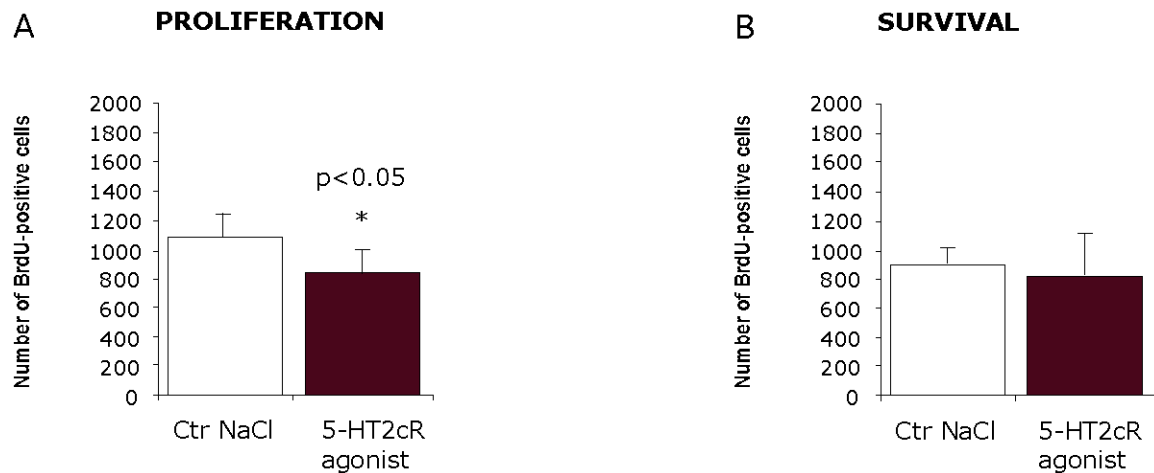 A
PROLIFERATION
Number of BrdU-positive cells
2000
1800
1600
1400
1200
1000
800
600
400
200
0
p<0.05
*
Ctr NaCl
5-HT2cR
agonist
B
SURVIVAL
Number of BrdU-positive cells
2000
1800
1600
1400
1200
1000
800
600
400
200
0
Ctr NaCl
5-HT2cR
agonist